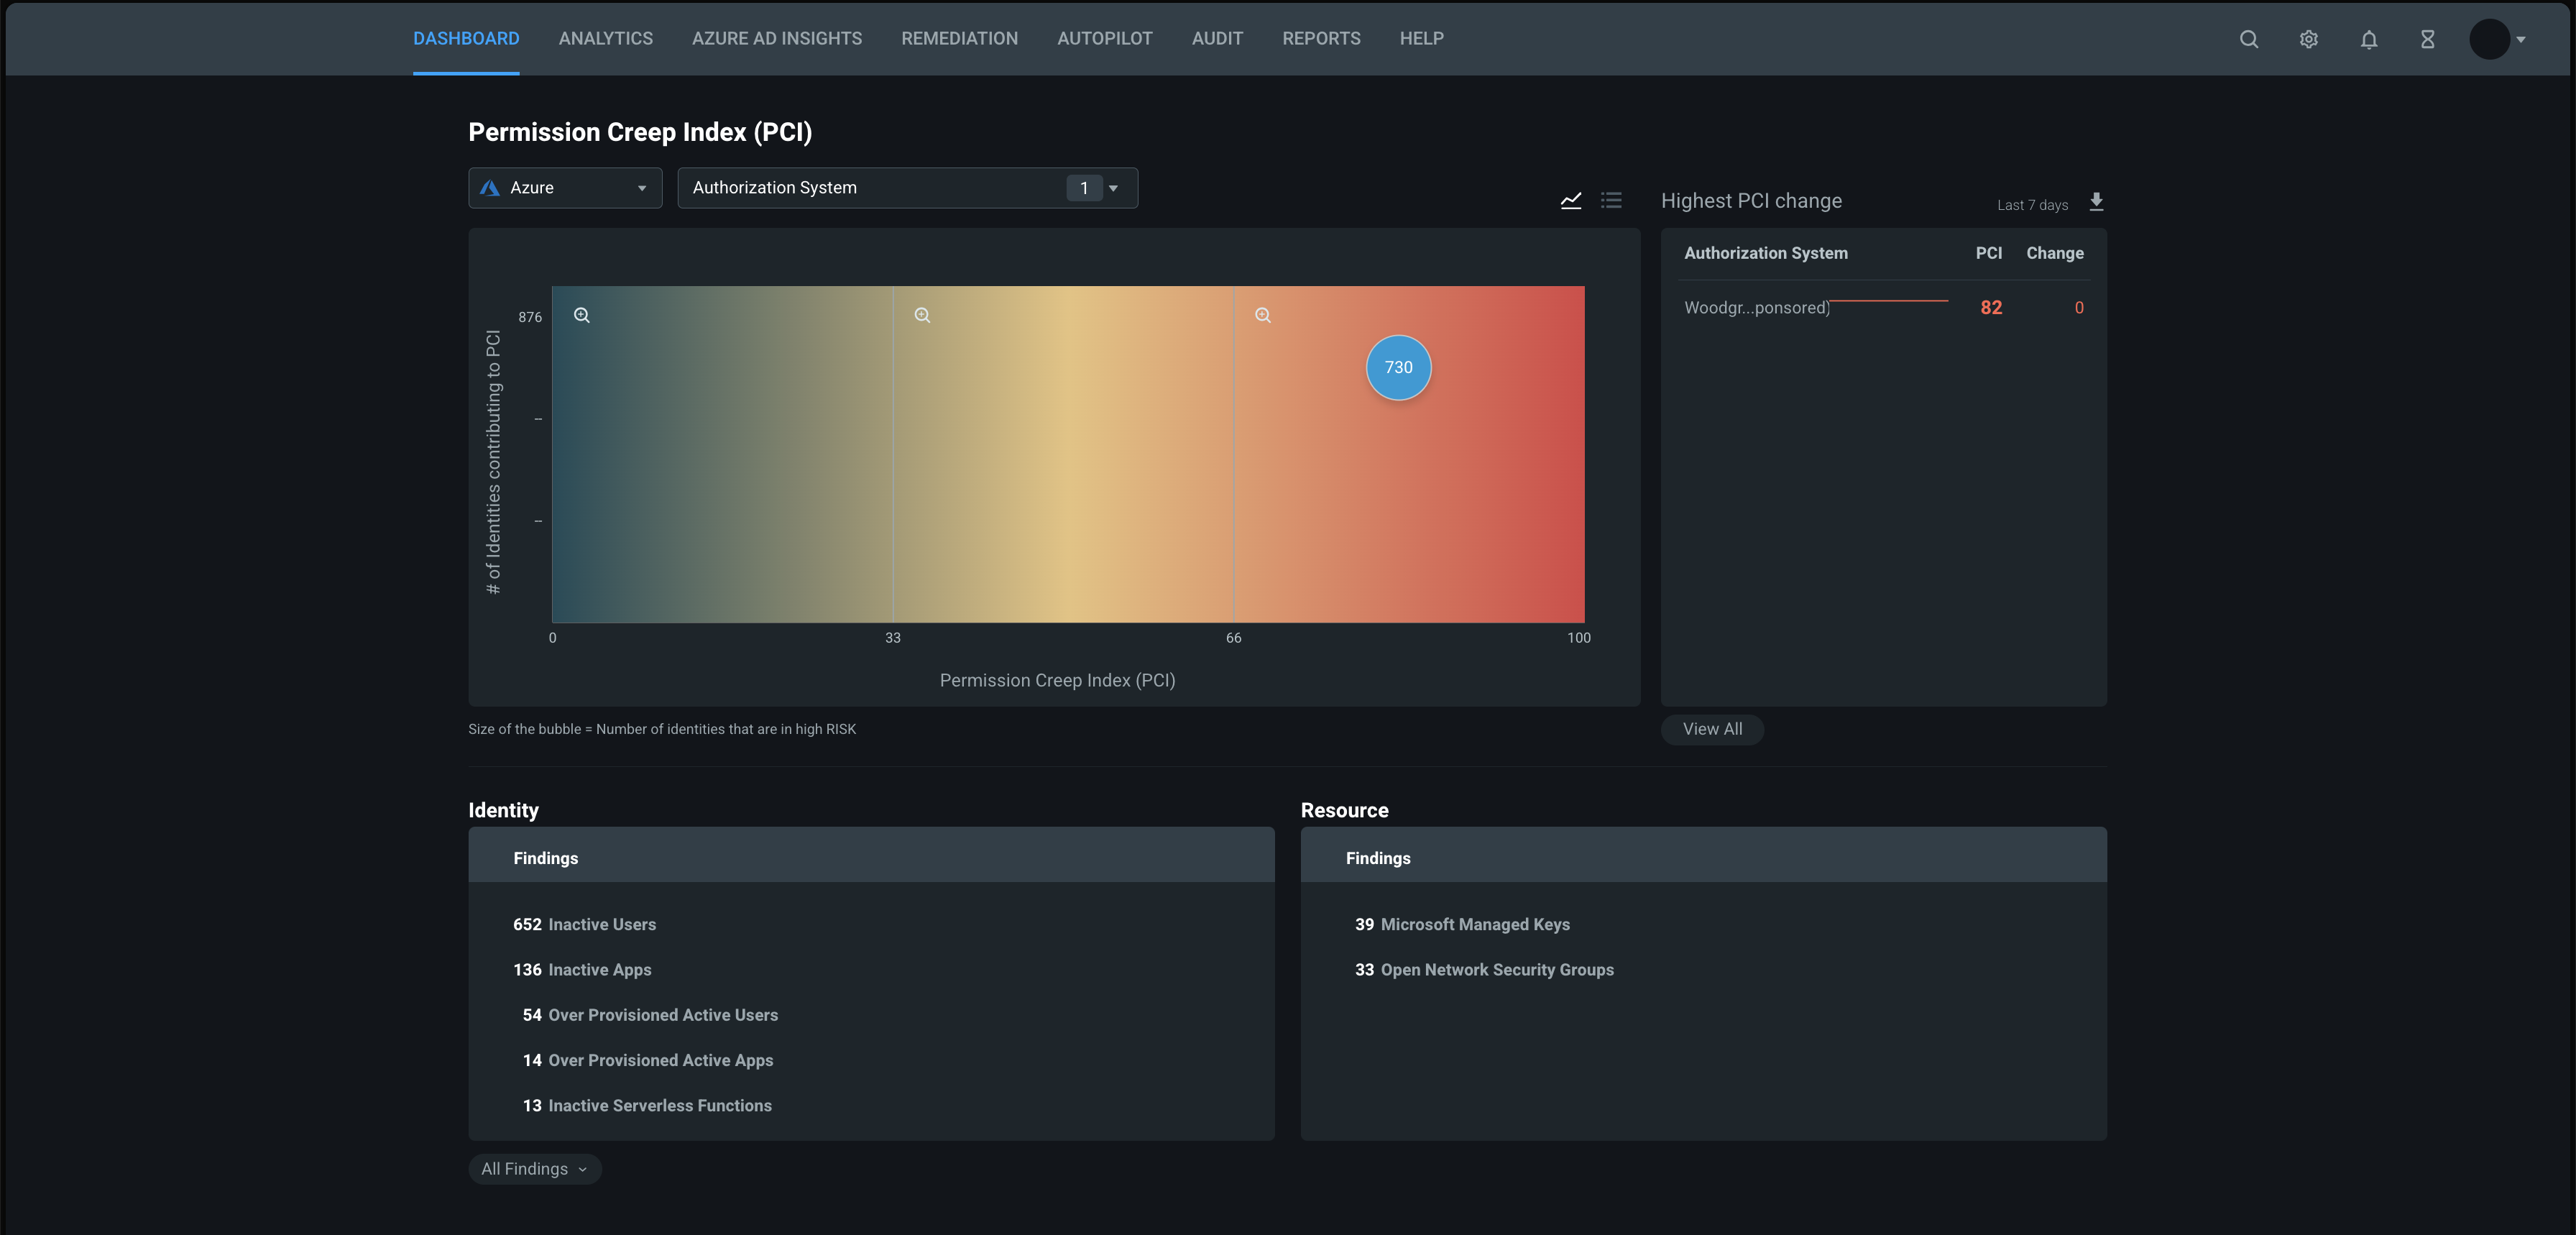 DASHBOARD ANALYTICS AZURE AD INSIGHTS REMEDIATION AUTOPILOT AUDIT REPORTS HELP
Permission Creep Index (PCI)
Azure
Authorization System 1
876
–
–
# of Identities contributing to PCI
730
0 33 66 100
Permission Creep Index (PCI)
Size of the bubble = Number of identities that are in high RISK
Highest PCI change
Last 7 days
Authorization System PCI Change
Woodgr...ponsored) 82 0
View All
Identity
Findings
652 Inactive Users
136 Inactive Apps
54 Over Provisioned Active Users
14 Over Provisioned Active Apps
13 Inactive Serverless Functions
All Findings
Resource
Findings
39 Microsoft Managed Keys
33 Open Network Security Groups